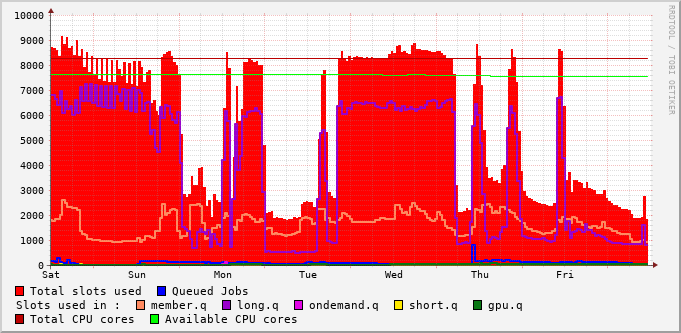 10000
9000
8000
7000
6000
5000
4000
3000
2000
1000
0
Sat Sun Mon Tue Wed Thu Fri
RRDTOOL / TOBI OETIKER
Total slots used Queued Jobs
Slots used in : member.q long.q ondemand.q short.q gpu.q
Total CPU cores Available CPU cores